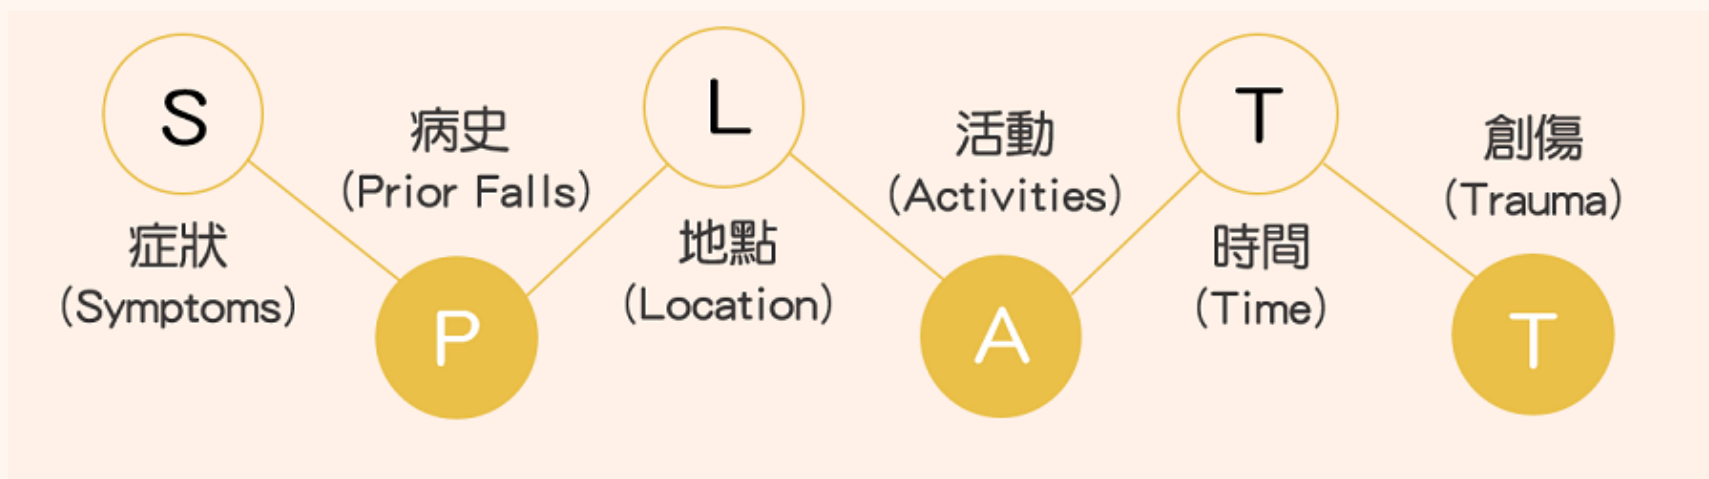 S
症狀
(Symptoms)
病史
(Prior Falls)
P
L
地點
(Location)
活動
(Activities)
A
T
時間
(Time)
創傷
(Trauma)
T